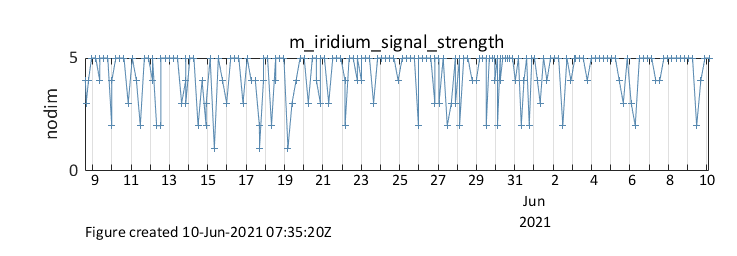 m_iridium_signal_strength
5
nodim
0
9 11 13 15 17 19 21 23 25 27 29 31 2 4 6 8 10
Jun
2021
Figure created 10-Jun-2021 07:35:20Z